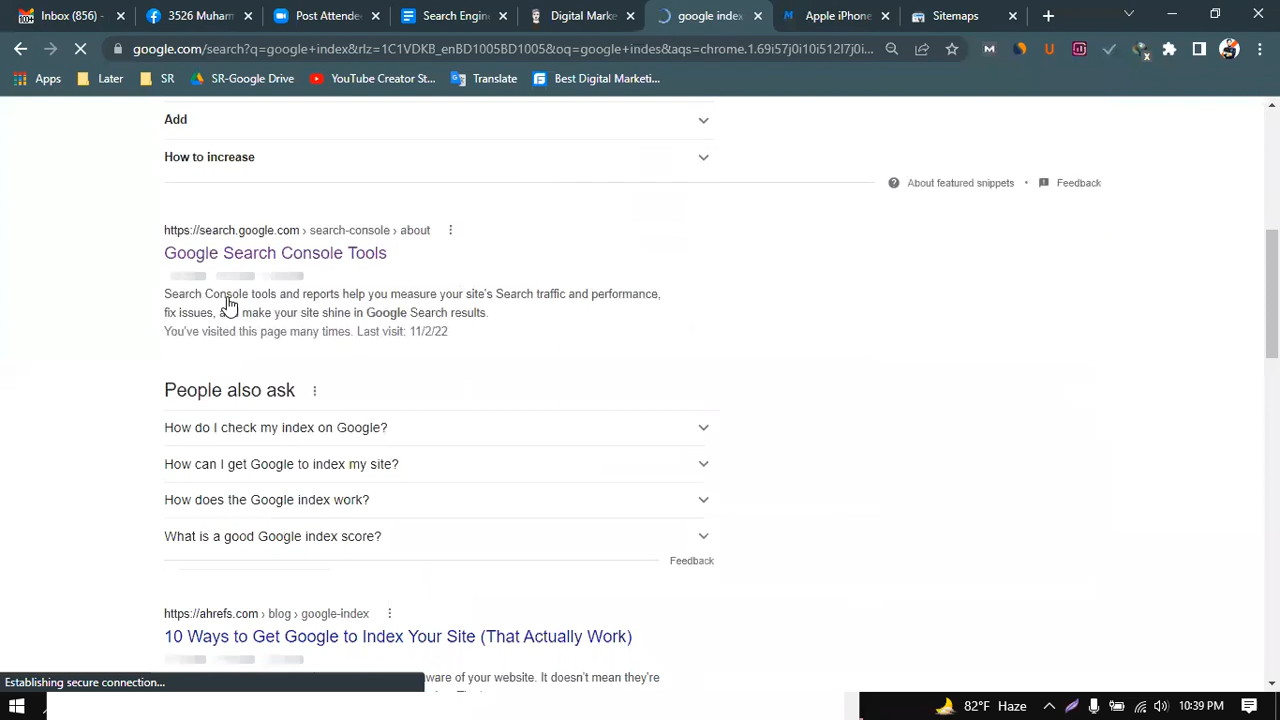 Inbox (856) -
3526 Muham
Post Attende
Search Engin
Digital Marke
google index
Apple iPhone
Sitemaps
google.com/search?q=google+index&rlz=1C1VDKB_enBD1005BD1005&oq=google+indes&aqs=chrome.1.69i57j0i10i512l7j0i...
Apps
Later
SR
SR-Google Drive
YouTube Creator St...
Translate
Best Digital Marketi...
Add
How to increase
About featured snippets • Feedback
https://search.google.com › search-console › about
Google Search Console Tools
Search Console tools and reports help you measure your site's Search traffic and performance,
fix issues, & make your site shine in Google Search results.
You've visited this page many times. Last visit: 11/2/22
People also ask
How do I check my index on Google?
How can I get Google to index my site?
How does the Google index work?
What is a good Google index score?
Feedback
https://ahrefs.com › blog › google-index
10 Ways to Get Google to Index Your Site (That Actually Work)
aware of your website. It doesn't mean they're
Establishing secure connection...
82°F Haze
10:39 PM